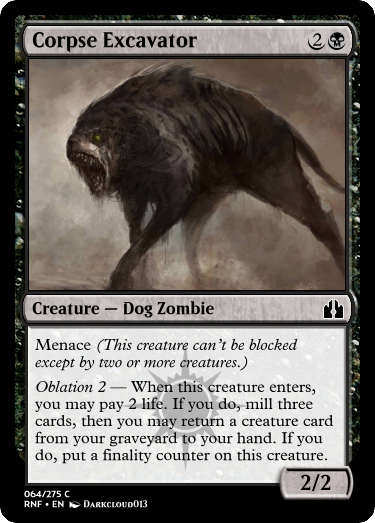 Corpse Excavator 2
Creature — Dog Zombie
Menace (This creature can't be blocked
except by two or more creatures.)
Oblation 2 — When this creature enters,
you may pay 2 life. If you do, mill three
cards, then you may return a creature card
from your graveyard to your hand. If you
do, put a finality counter on this creature.
2/2
064/275 C
RNF • EN Darkcloud013